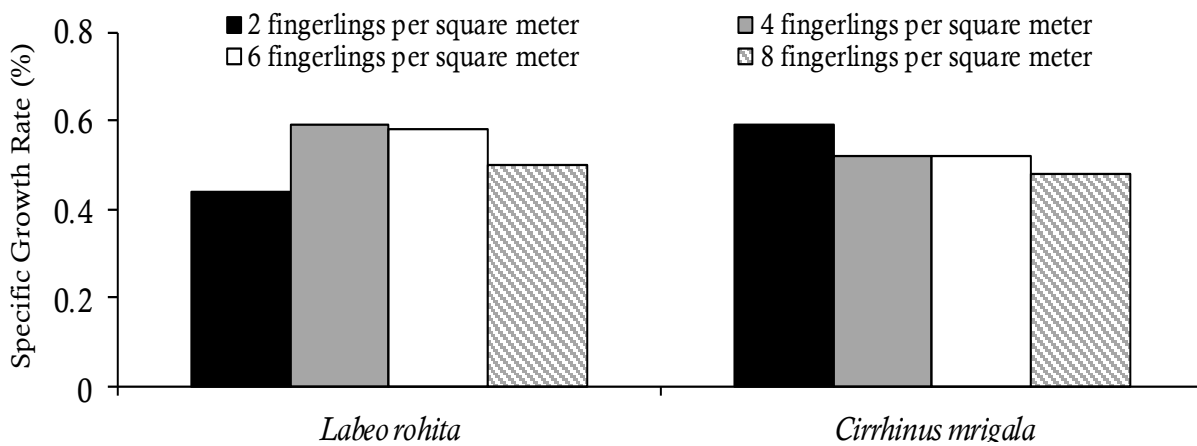 2 fingerlings per square meter
4 fingerlings per square meter
6 fingerlings per square meter
8 fingerlings per square meter
Specific Growth Rate (%)
0.8
0.6
0.4
0.2
0
Labeo rohita
Cirrhinus mrigala